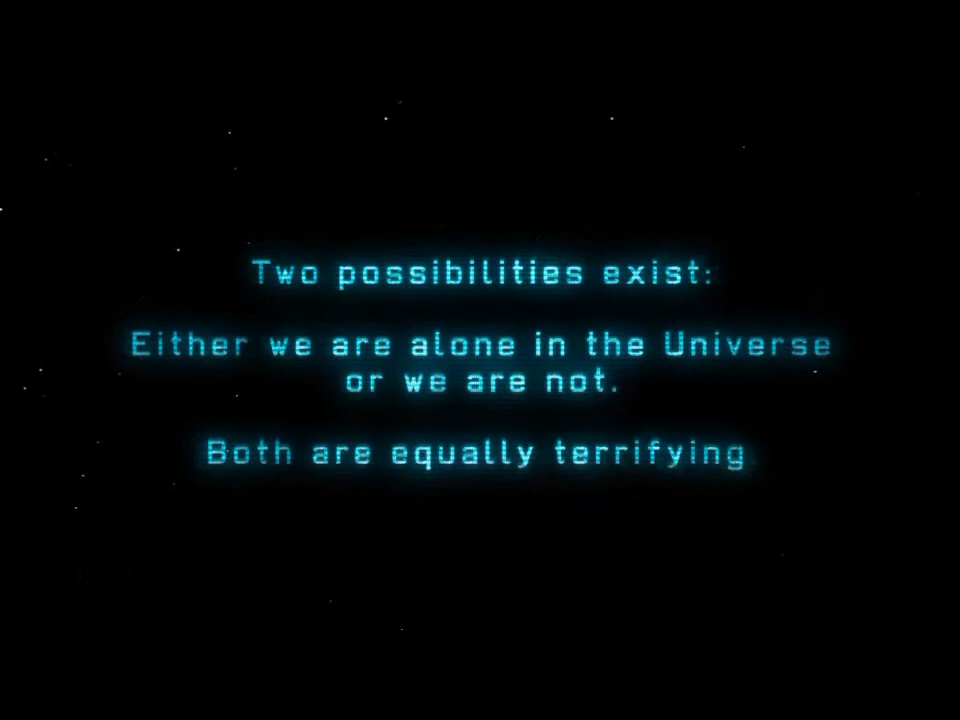 Two possibilities exist:
Either we are alone in the Universe
or we are not.
Both are equally terrifying